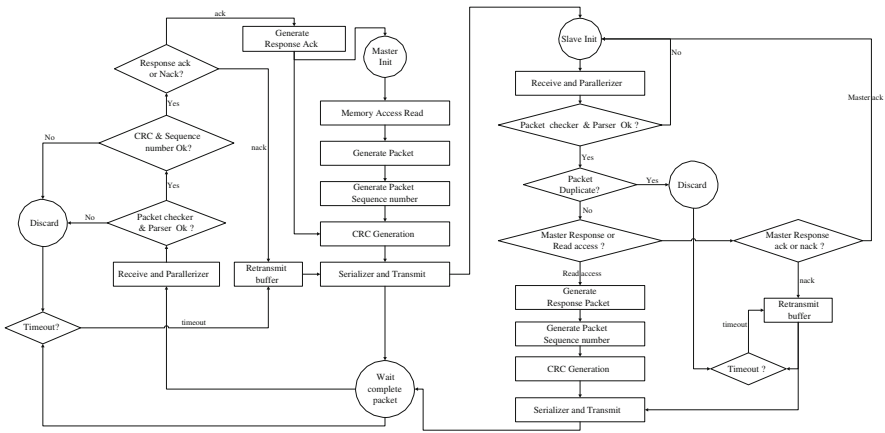 ack
Generate
Response Ack
Master
Init
Response ack
or Nack?
Yes
Memory Access Read
No
CRC & Sequence
number Ok?
nack
Generate Packet
Yes
Generate Packet
Sequence number
Discard
No
Packet checker
& Parser Ok ?
CRC Generation
Receive and Parallerizer
Retransmit
buffer
Serializer and Transmit
Timeout?
timeout
Wait
complete
packet
Slave Init
No
Receive and Parallerizer
Master ack
Packet checker & Parser Ok ?
Yes
Packet
Duplicate?
Yes
Discard
No
Master Response or
Read access ?
Master Response
ack or nack ?
Read access
nack
Generate
Response Packet
Retransmit
buffer
Generate Packet
Sequence number
timeout
CRC Generation
Timeout ?
Serializer and Transmit